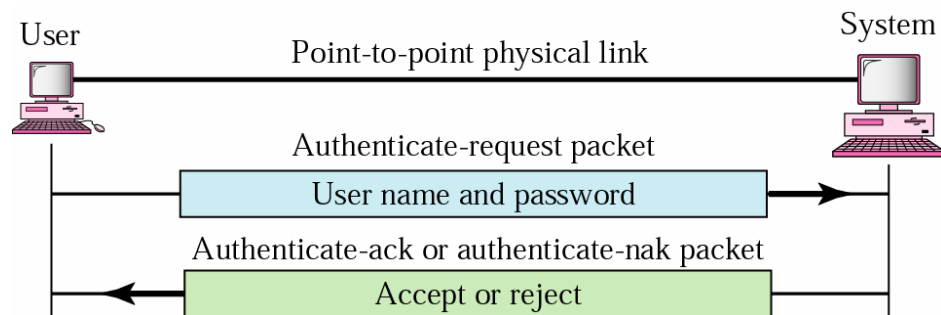 User
System
Point-to-point physical link
Authenticate-request packet
User name and password
Authenticate-ack or authenticate-nak packet
Accept or reject